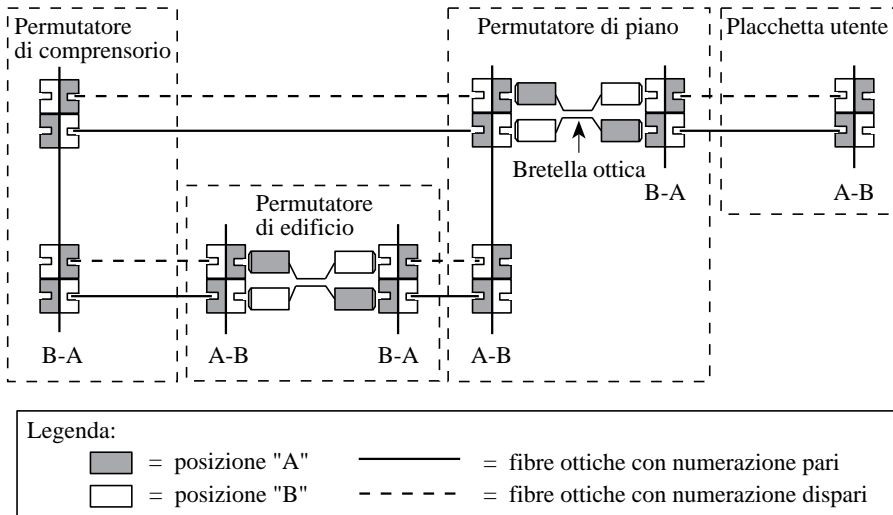 Permutatore
di comprensorio
Permutatore di piano
Placchetta utente
Bretella ottica
B-A
A-B
Permutatore
di edificio
B-A
A-B
B-A
A-B
Legenda:
= posizione "A"
= fibre ottiche con numerazione pari
= posizione "B"
= fibre ottiche con numerazione dispari